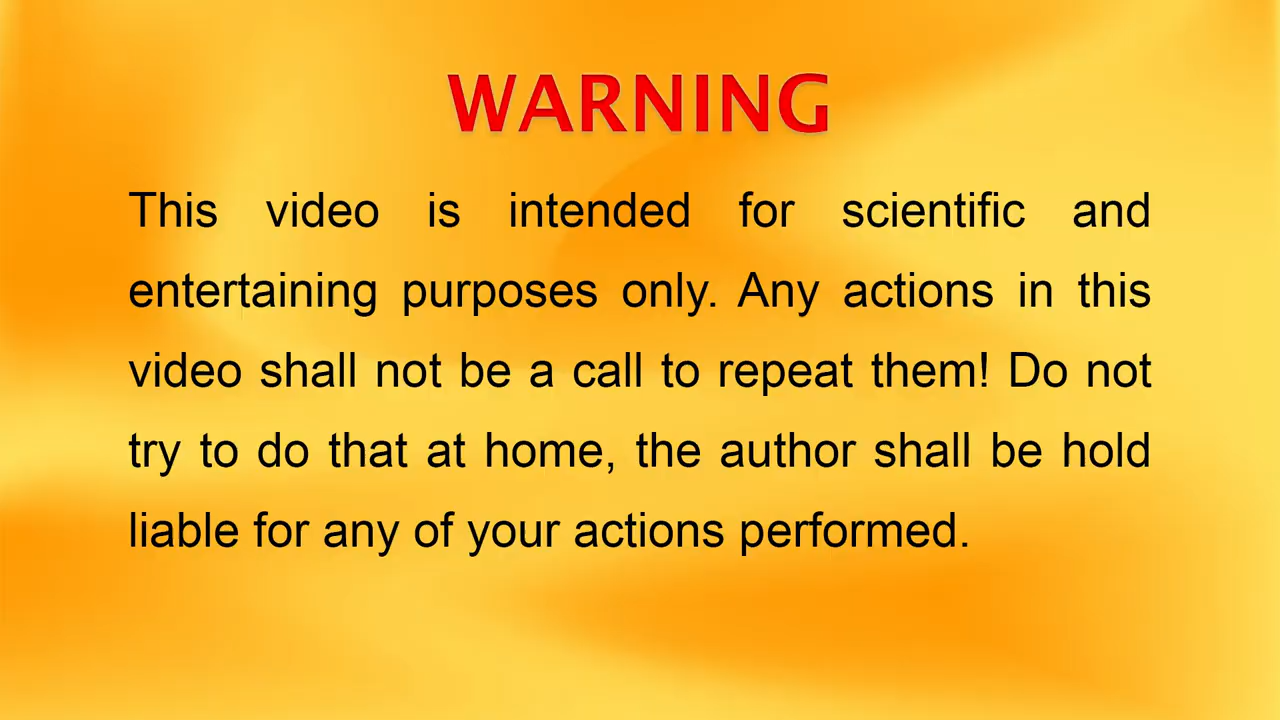 WARNING
This video is intended for scientific and
entertaining purposes only. Any actions in this
video shall not be a call to repeat them! Do not
try to do that at home, the author shall be hold
liable for any of your actions performed.